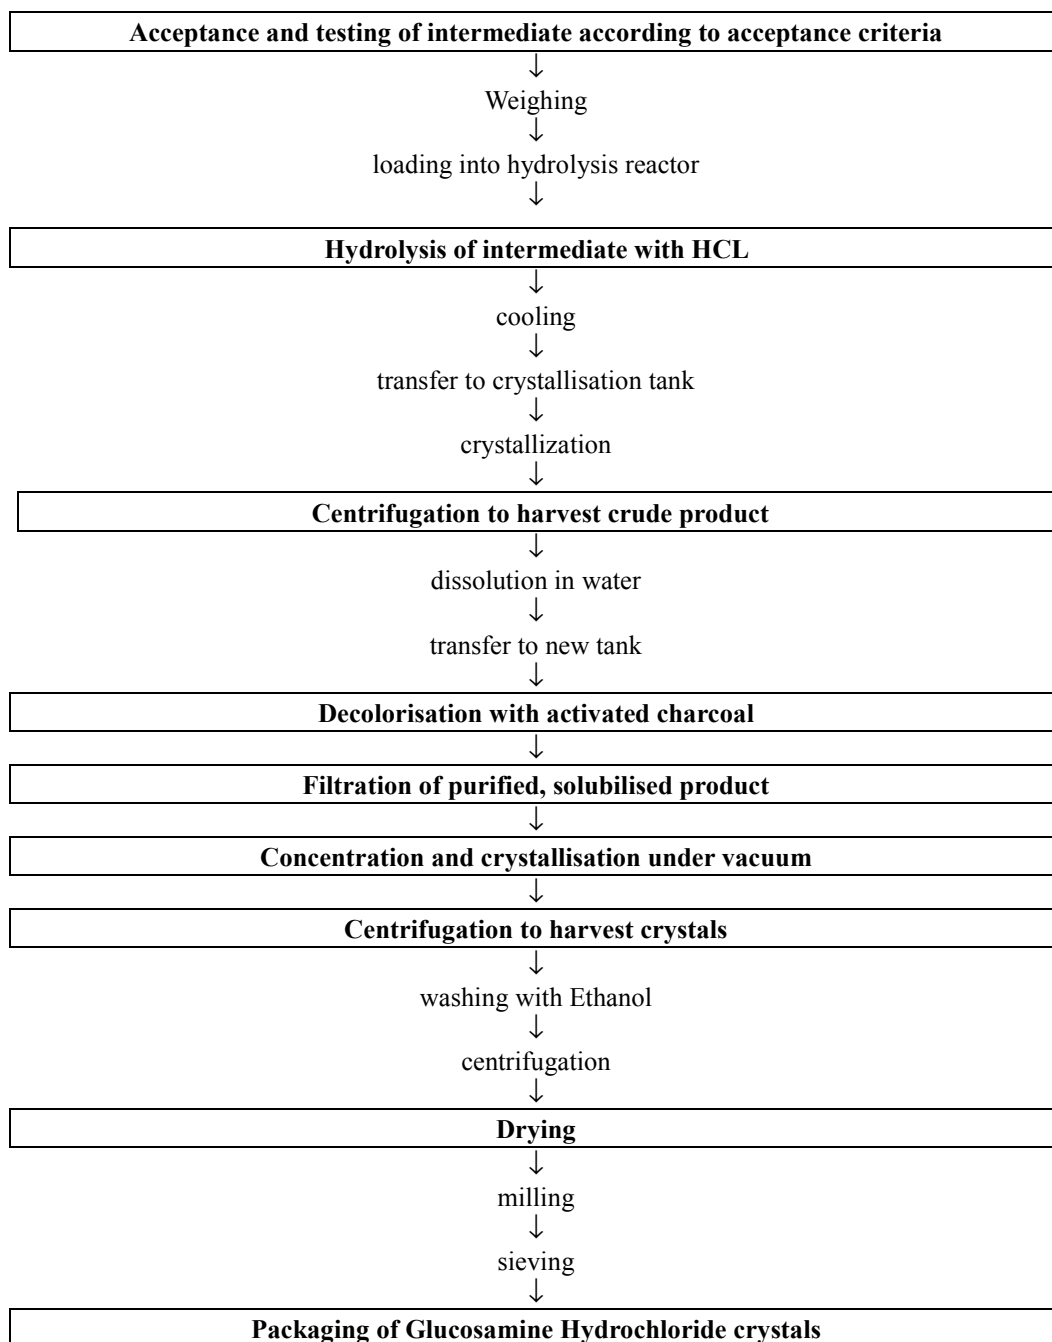 Acceptance and testing of intermediate according to acceptance criteria
↓
Weighing
↓
loading into hydrolysis reactor
↓
Hydrolysis of intermediate with HCL
↓
cooling
↓
transfer to crystallisation tank
↓
crystallization
↓
Centrifugation to harvest crude product
↓
dissolution in water
↓
transfer to new tank
↓
Decolorisation with activated charcoal
↓
Filtration of purified, solubilised product
↓
Concentration and crystallisation under vacuum
↓
Centrifugation to harvest crystals
↓
washing with Ethanol
↓
centrifugation
↓
Drying
↓
milling
↓
sieving
↓
Packaging of Glucosamine Hydrochloride crystals